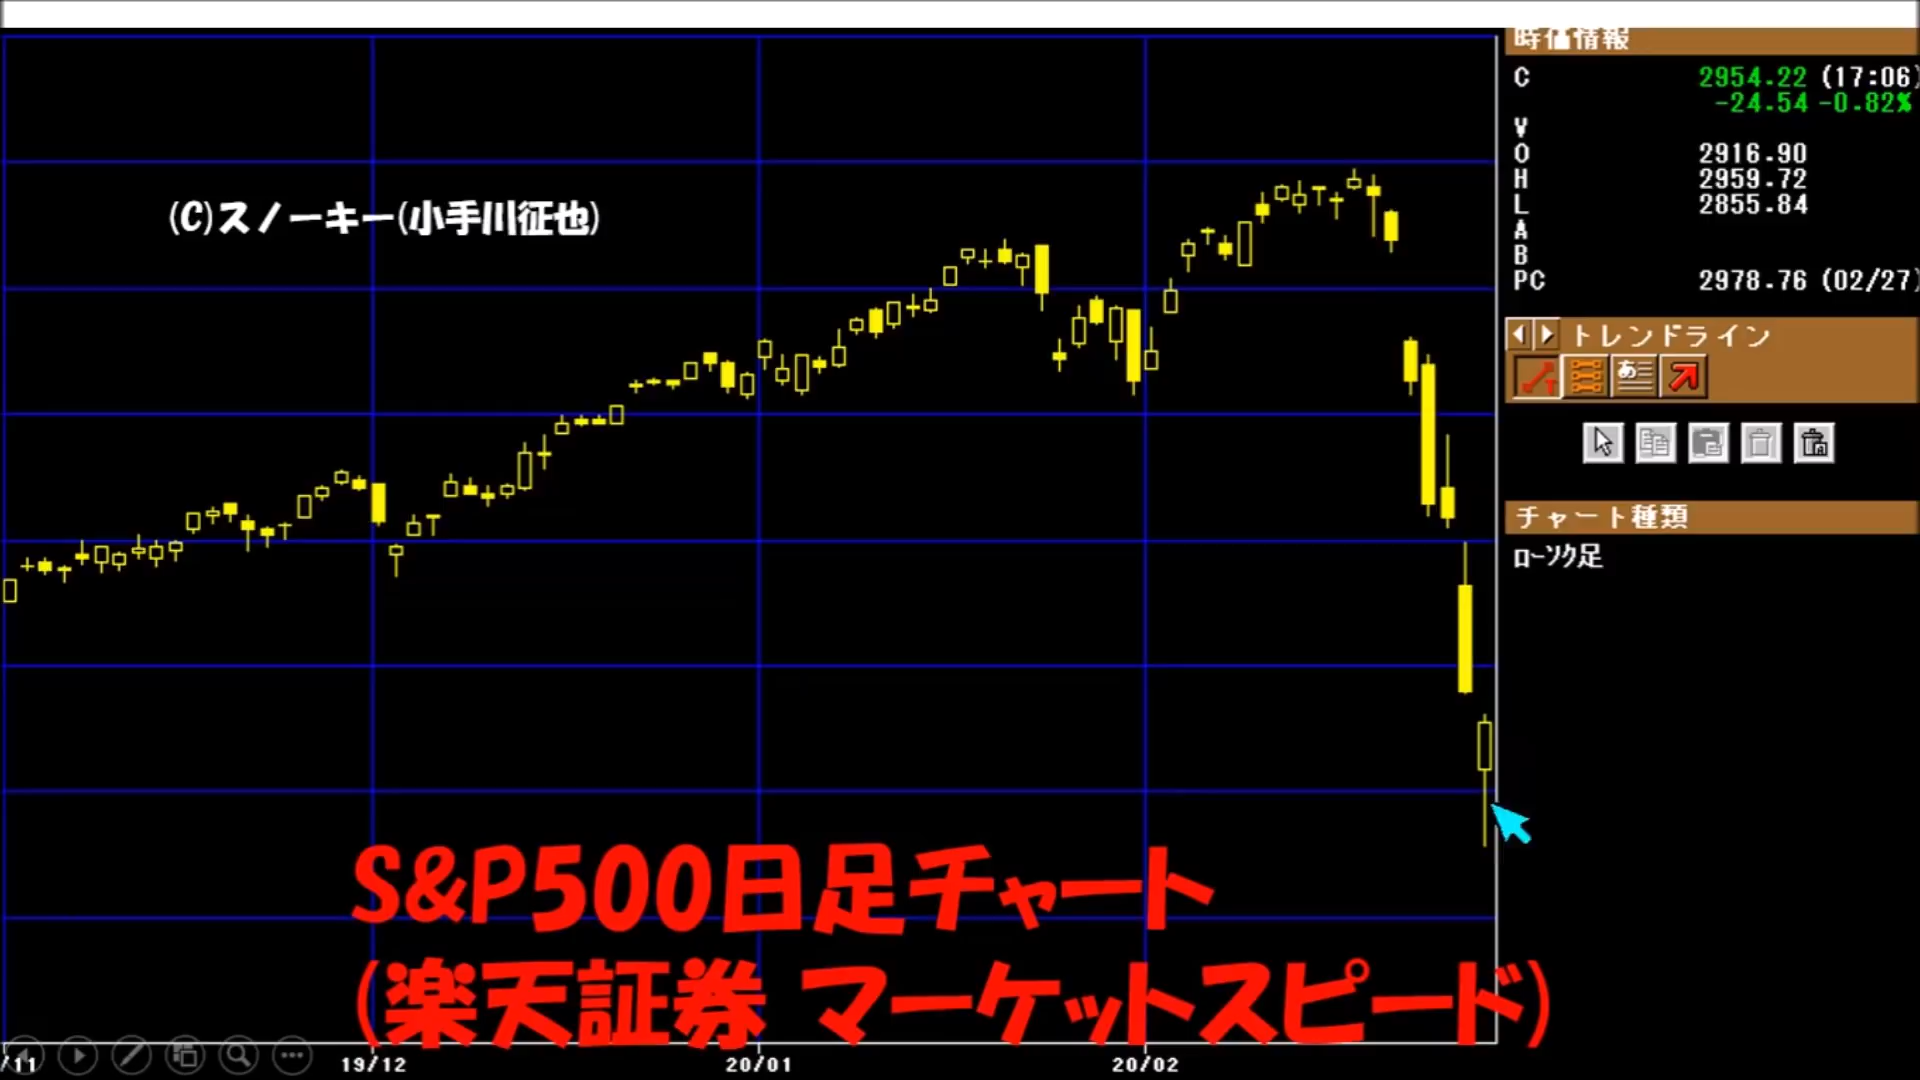 時価情報
C 2954.22 (17:06)
-24.54 -0.82%
V
O 2916.90
H 2959.72
L 2855.84
A
B
PC 2978.76 (02/27)
トレンドライン
あ
チャート種類
ローソク足
(C)スノーキー(小手川征也)
S&P500日足チャート
(楽天証券 マーケットスピード)
/11 19/12 20/01 20/02